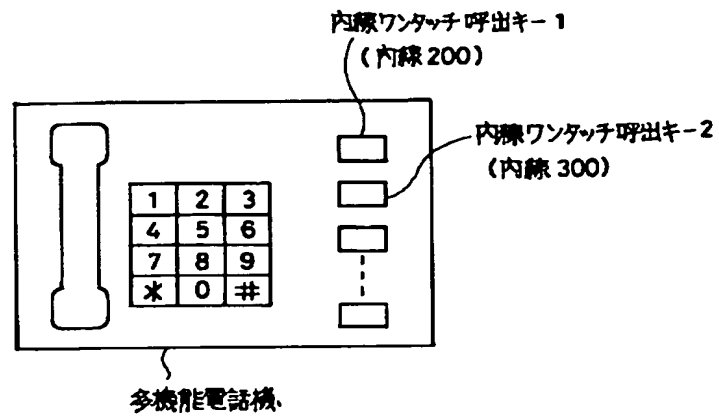 内線ワンタッチ呼出キー1
(内線200)
内線ワンタッチ呼出キー2
(内線300)
1 2 3
4 5 6
7 8 9
* 0 #
多機能電話機